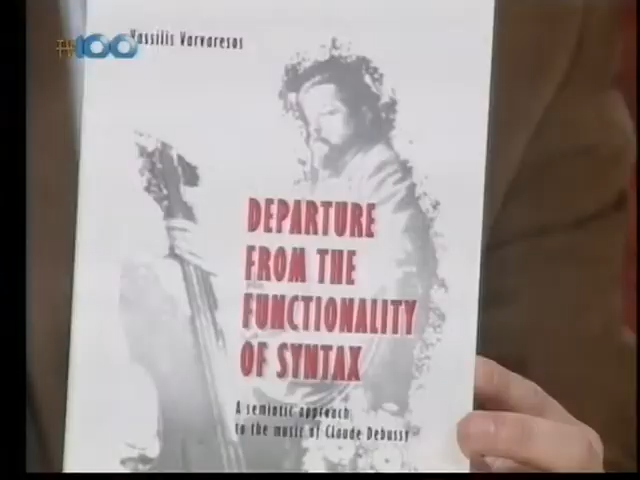 100
Vassilis Varvaresos
DEPARTURE
FROM THE
FUNCTIONALITY
OF SYNTAX
A semiotic approach
to the music of Claude Debussy